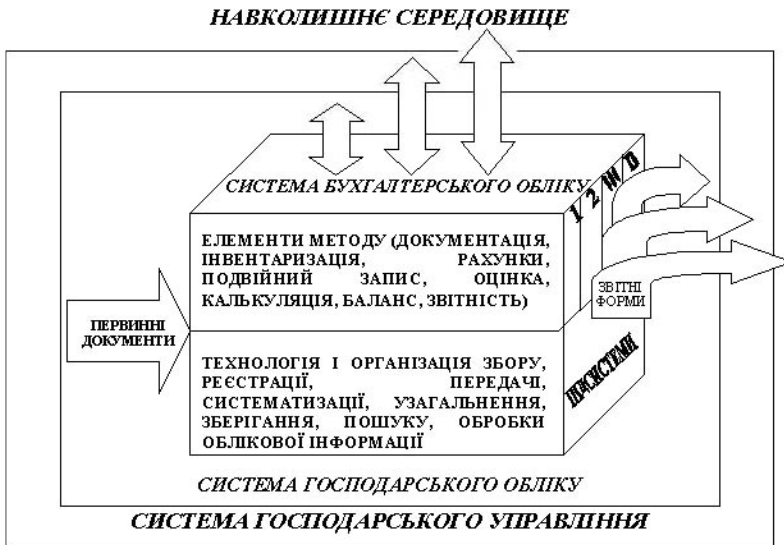 НАВКОЛИШНЄ СЕРЕДОВИЩЕ
СИСТЕМА БУХГАЛТЕРСЬКОГО ОБЛІКУ
1 2
ЕЛЕМЕНТИ МЕТОДУ (ДОКУМЕНТАЦІЯ,
ІНВЕНТАРИЗАЦІЯ, РАХУНКИ,
ПОДВІЙНИЙ ЗАПИС, ОЦІНКА,
КАЛЬКУЛЯЦІЯ, БАЛАНС, ЗВІТНІСТЬ)
ЗВІТНІ
ФОРМИ
ПЕРВИННІ
ДОКУМЕНТИ
ТЕХНОЛОГІЯ І ОРГАНІЗАЦІЯ ЗБОРУ,
РЕЄСТРАЦІЇ, ПЕРЕДАЧІ,
СИСТЕМАТИЗАЦІЇ, УЗАГАЛЬНЕННЯ,
ЗБЕРІГАННЯ, ПОШУКУ, ОБРОБКИ
ОБЛІКОВОЇ ІНФОРМАЦІЇ
СИСТЕМА ГОСПОДАРСЬКОГО ОБЛІКУ
СИСТЕМА ГОСПОДАРСЬКОГО УПРАВЛІННЯ